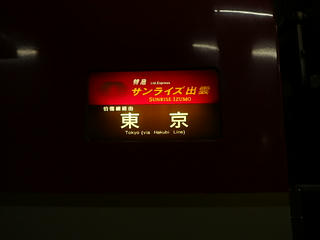 特急 Ltd.Express
サンライズ出雲
SUNRISE IZUMO
伯備線経由
東京
Tokyo (via Hakubi Line)